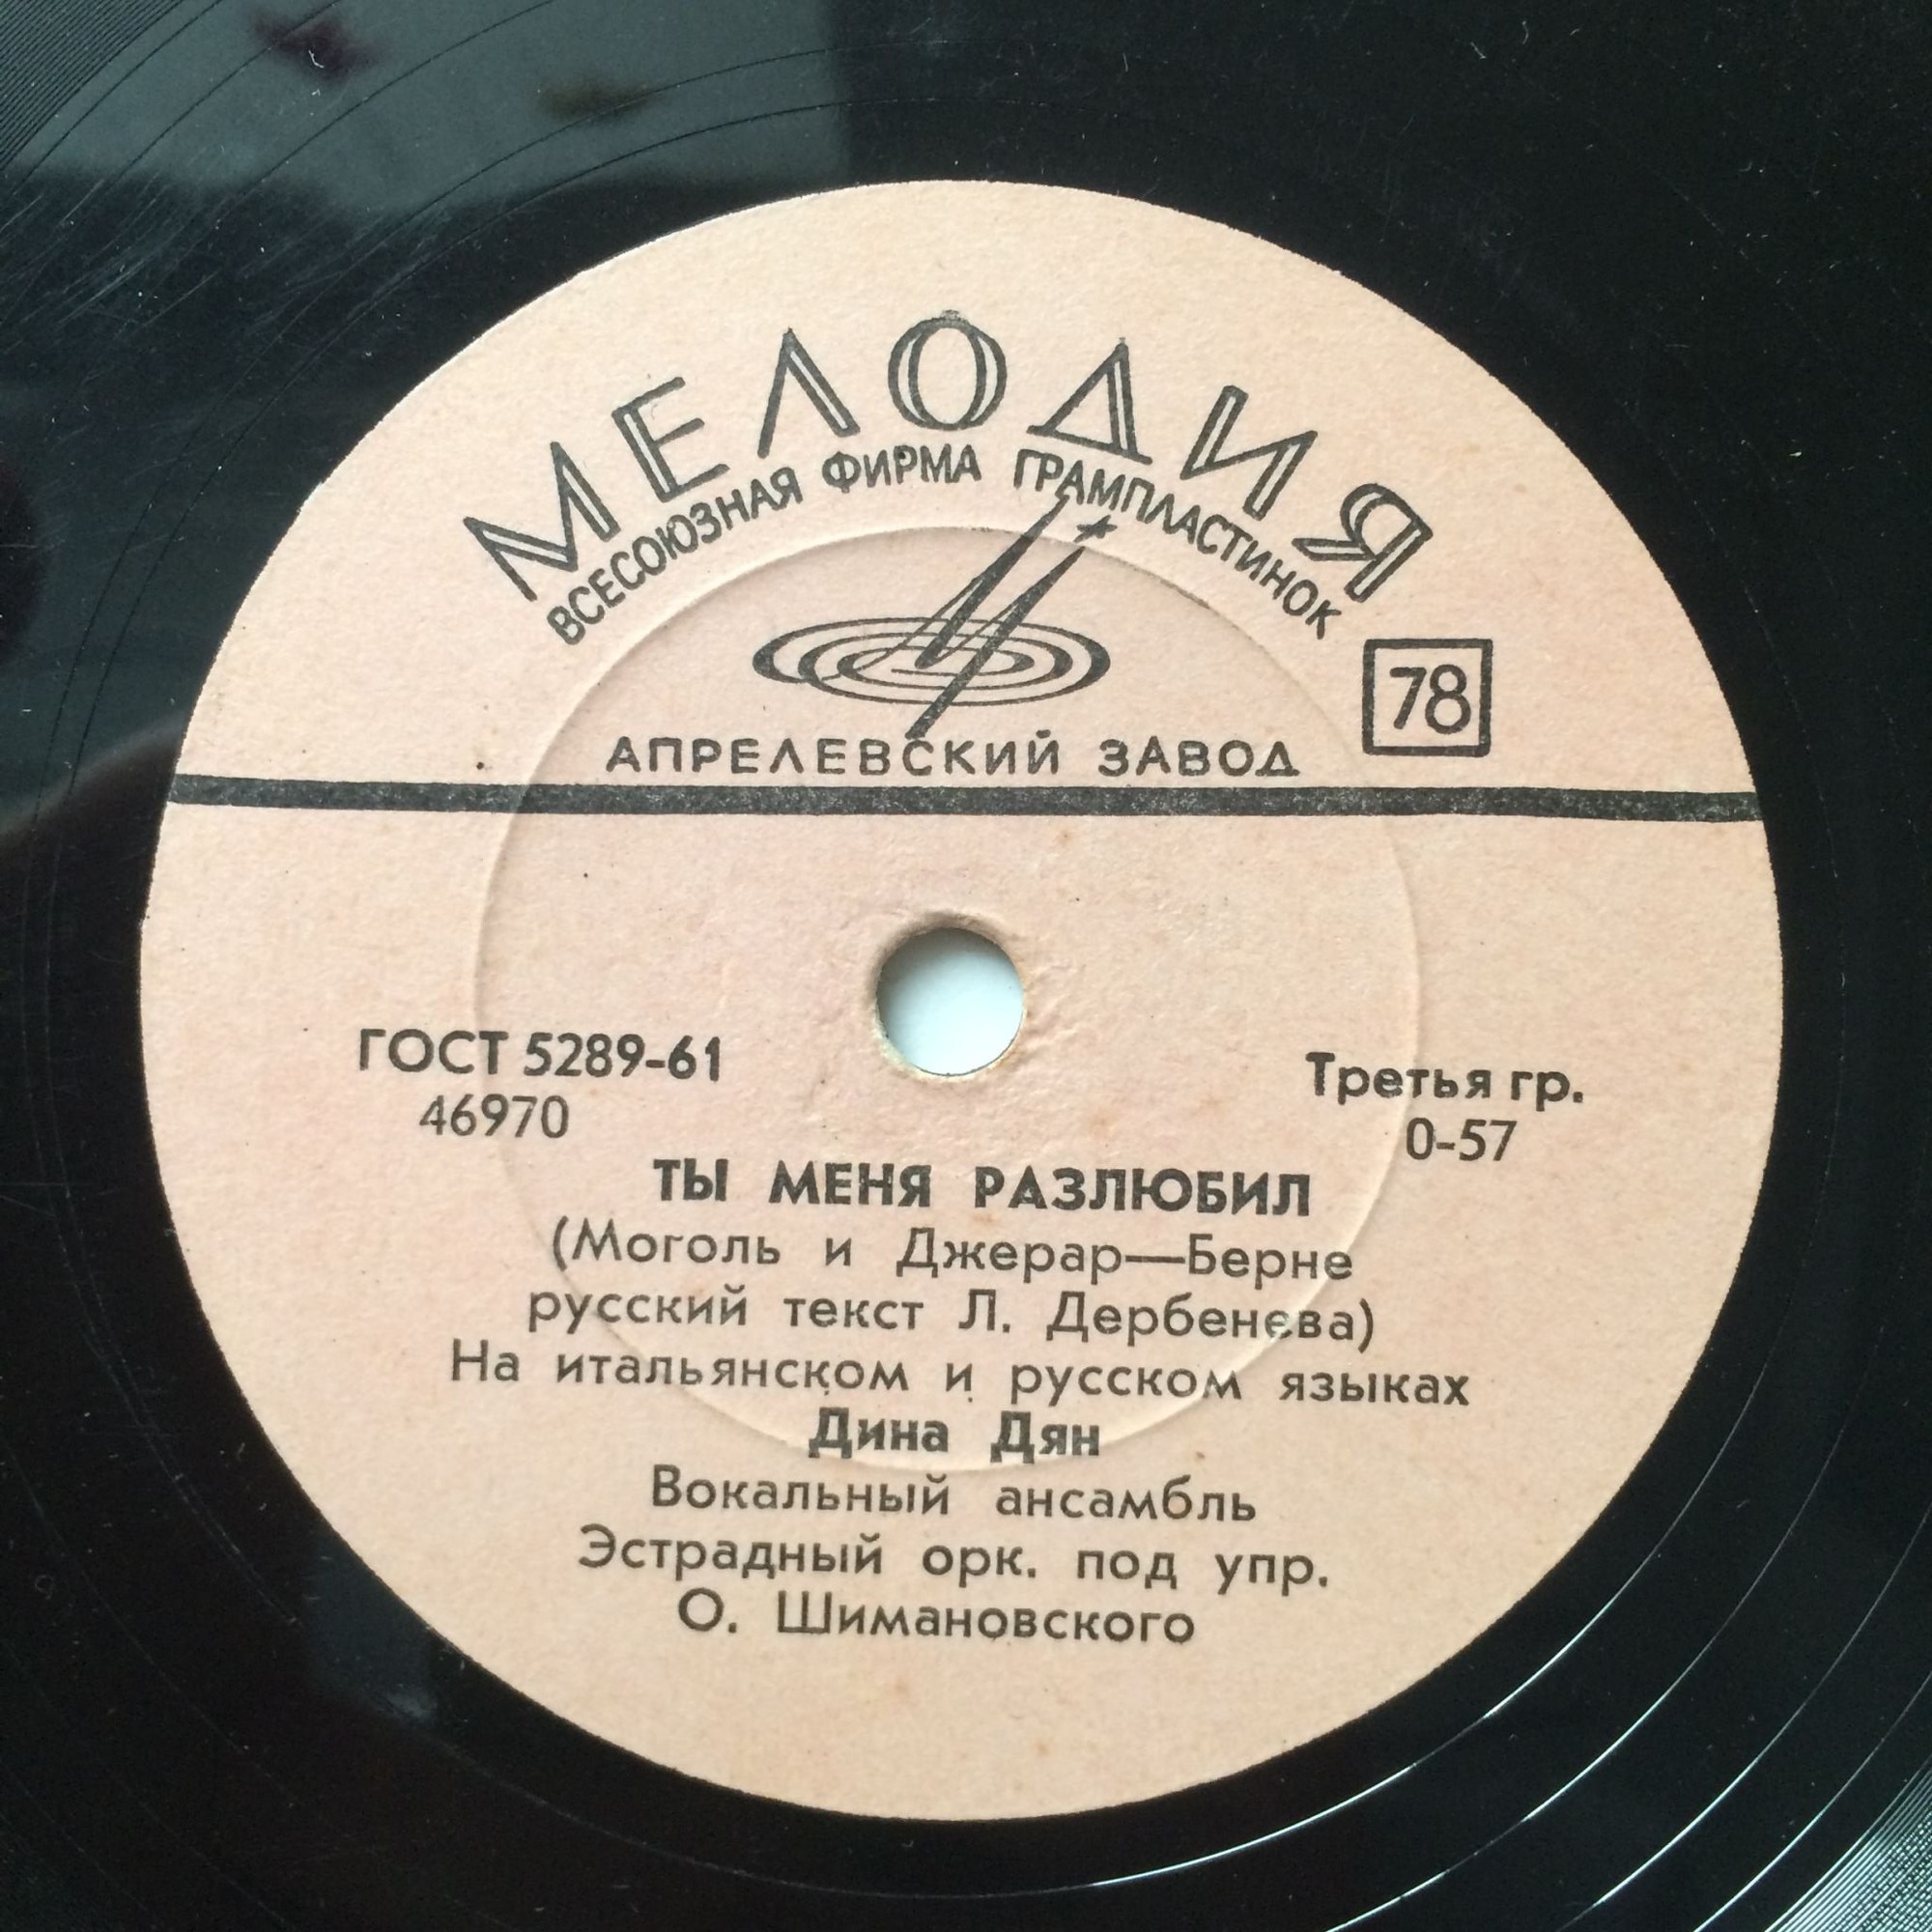 МЕЛОДИЯ
ВСЕСОЮЗНАЯ ФИРМА ГРАМПЛАСТИНОК
78
АПРЕЛЕВСКИЙ ЗАВОД
ГОСТ 5289-61
46970
Третья гр.
0-57
ТЫ МЕНЯ РАЗЛЮБИЛ
(Моголь и Джерар—Берне
русский текст Л. Дербенева)
На итальянском и русском языках
Дина Дян
Вокальный ансамбль
Эстрадный орк. под упр.
О. Шимановского